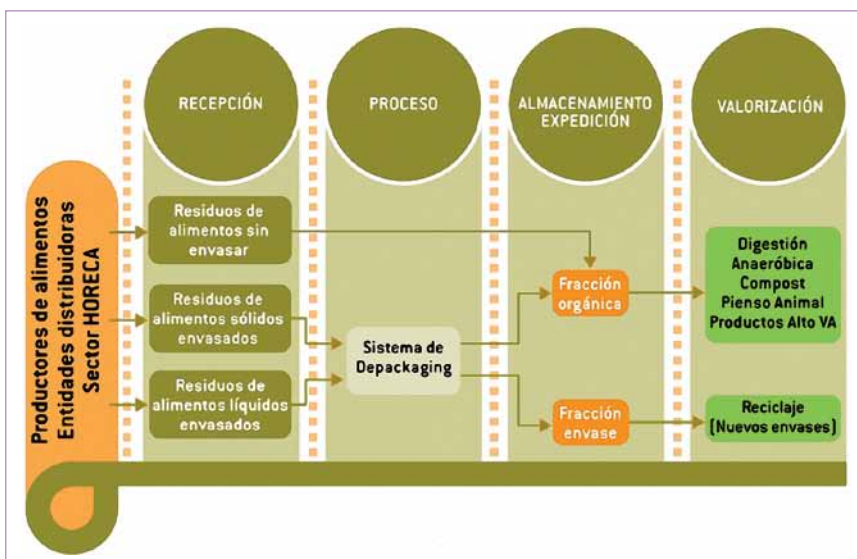 RECEPCIÓN
PROCESO
ALMACENAMIENTO
EXPEDICIÓN
VALORIZACIÓN
Productores de alimentos
Entidades distribuidoras
Sector HORECA
Residuos de
alimentos sin
envasar
Residuos de
alimentos sólidos
envasados
Residuos de
alimentos líquidos
envasados
Sistema de
Depackaging
Fracción
orgánica
Fracción
envase
Digestión
Anaeróbica
Compost
Pienso Animal
Productos Alto VA
Reciclaje
(Nuevos envases)